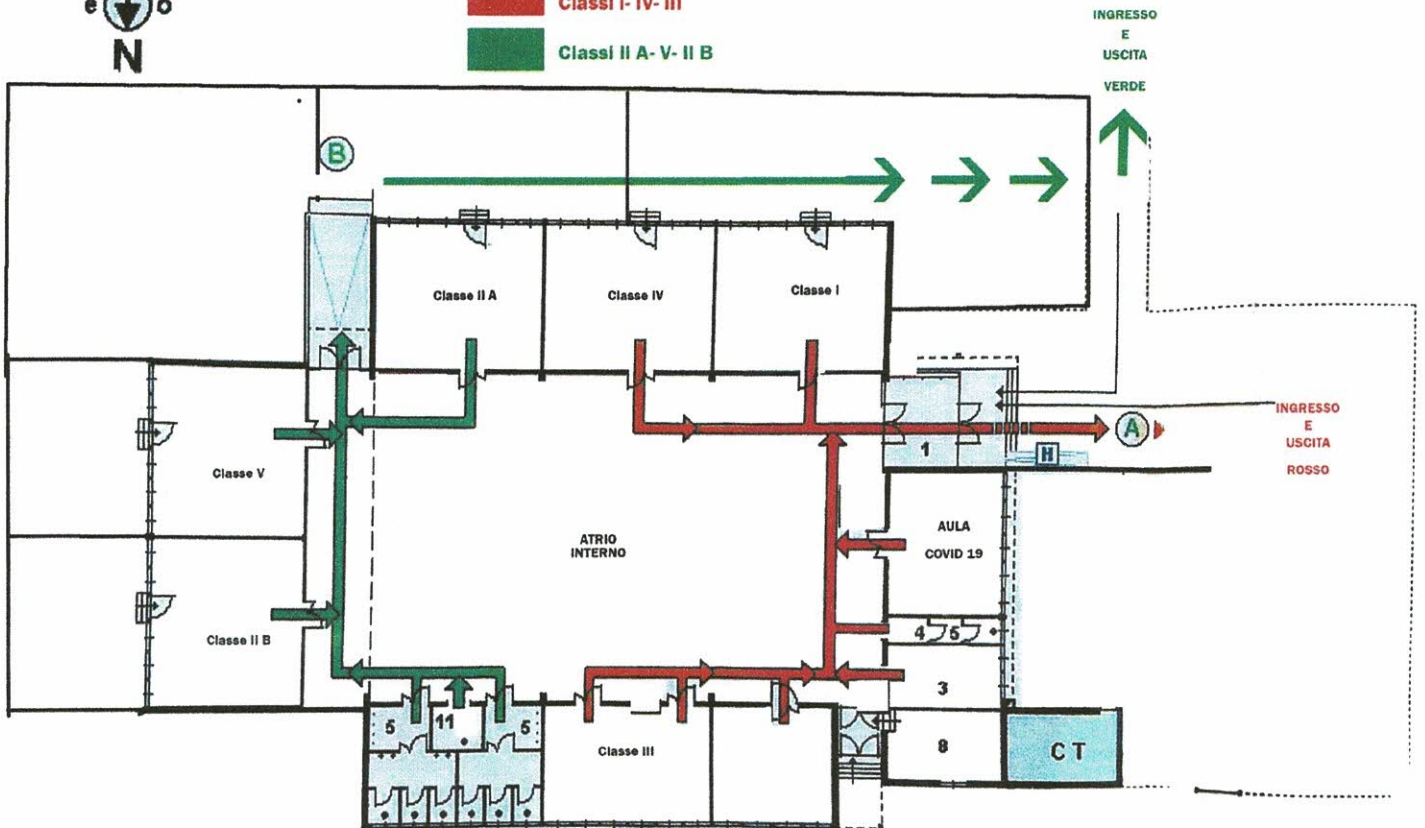 e o
N
Classi I- IV- III
Classi II A- V- II B
INGRESSO
E
USCITA
VERDE
B
Classe II A
Classe IV
Classe I
INGRESSO
E
USCITA
ROSSO
A
1
H
Classe V
AULA
COVID 19
ATRIO
INTERNO
4 5
Classe II B
3
5 11 5
Classe III
8
CT